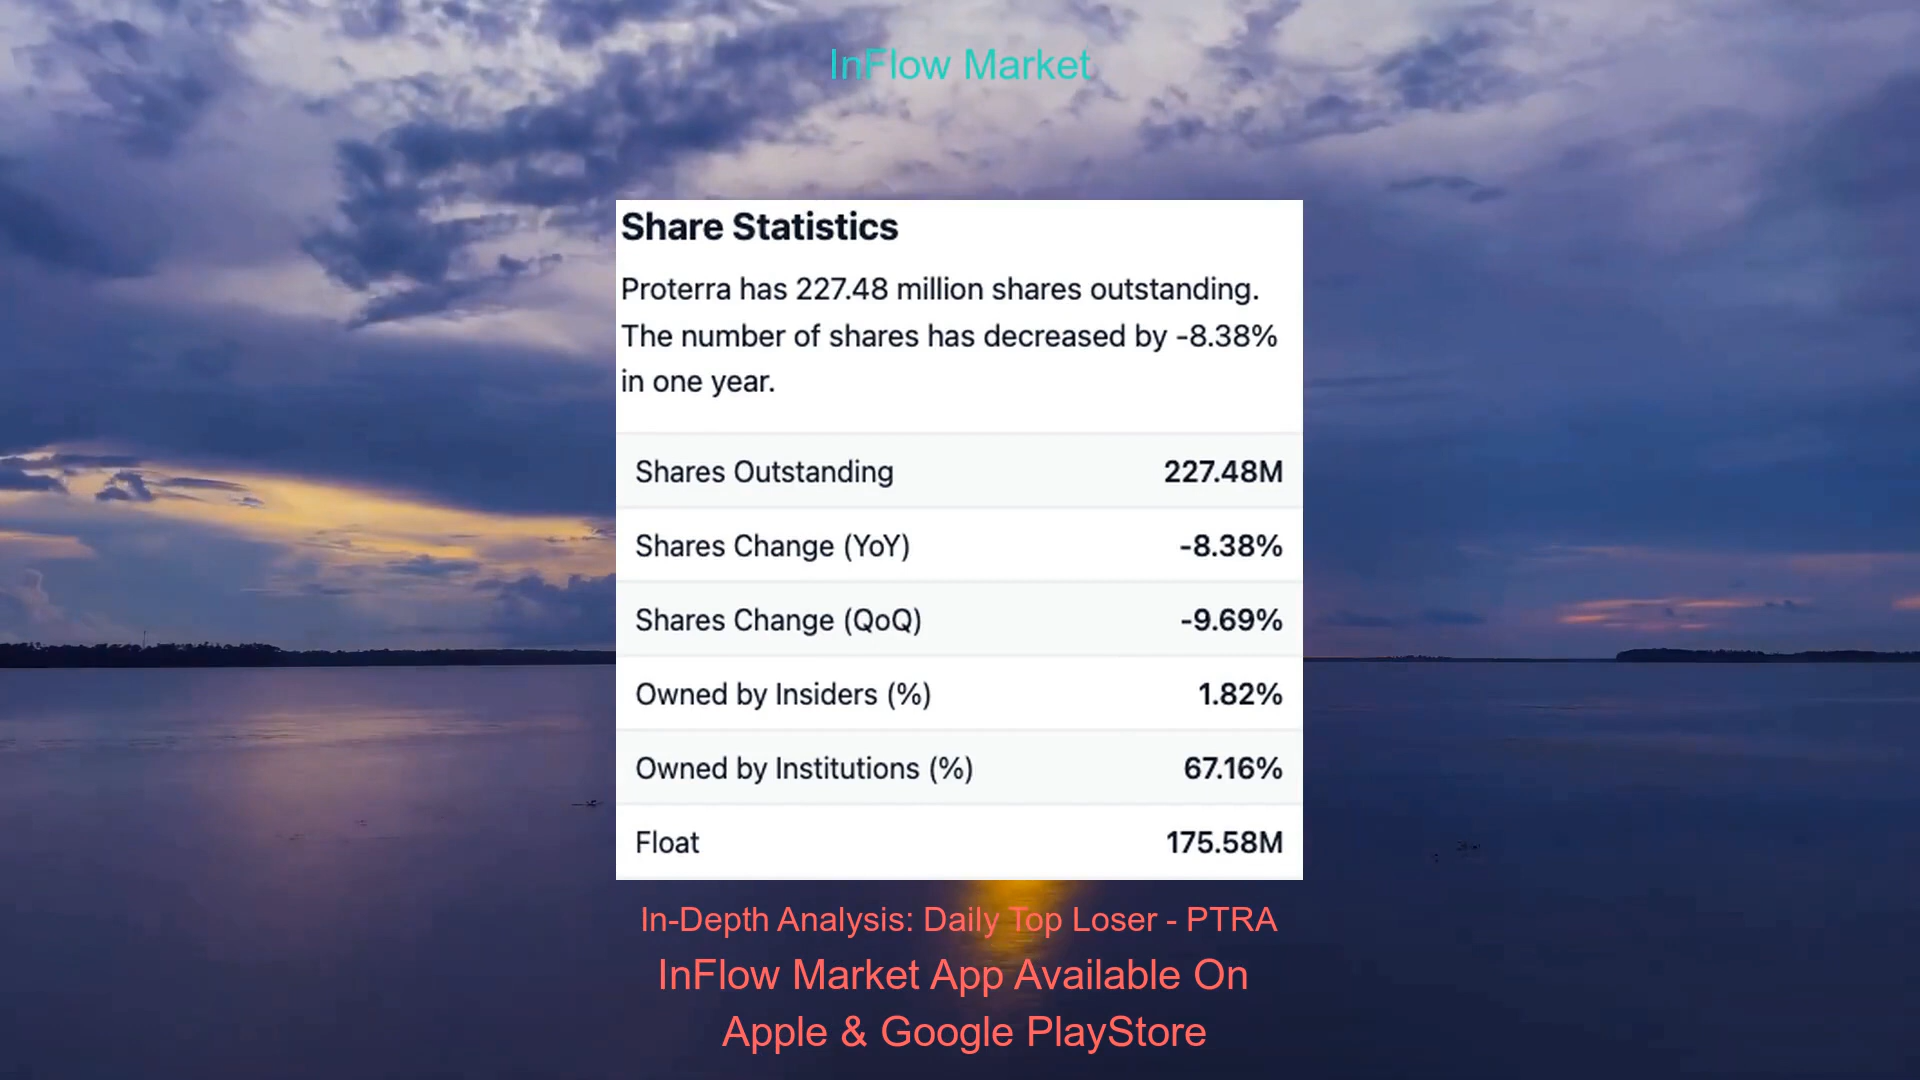 InFlow Market
Share Statistics
Proterra has 227.48 million shares outstanding.
The number of shares has decreased by -8.38%
in one year.
Shares Outstanding 227.48M
Shares Change (YoY) -8.38%
Shares Change (QoQ) -9.69%
Owned by Insiders (%) 1.82%
Owned by Institutions (%) 67.16%
Float 175.58M
In-Depth Analysis: Daily Top Loser - PTRA
InFlow Market App Available On
Apple & Google PlayStore